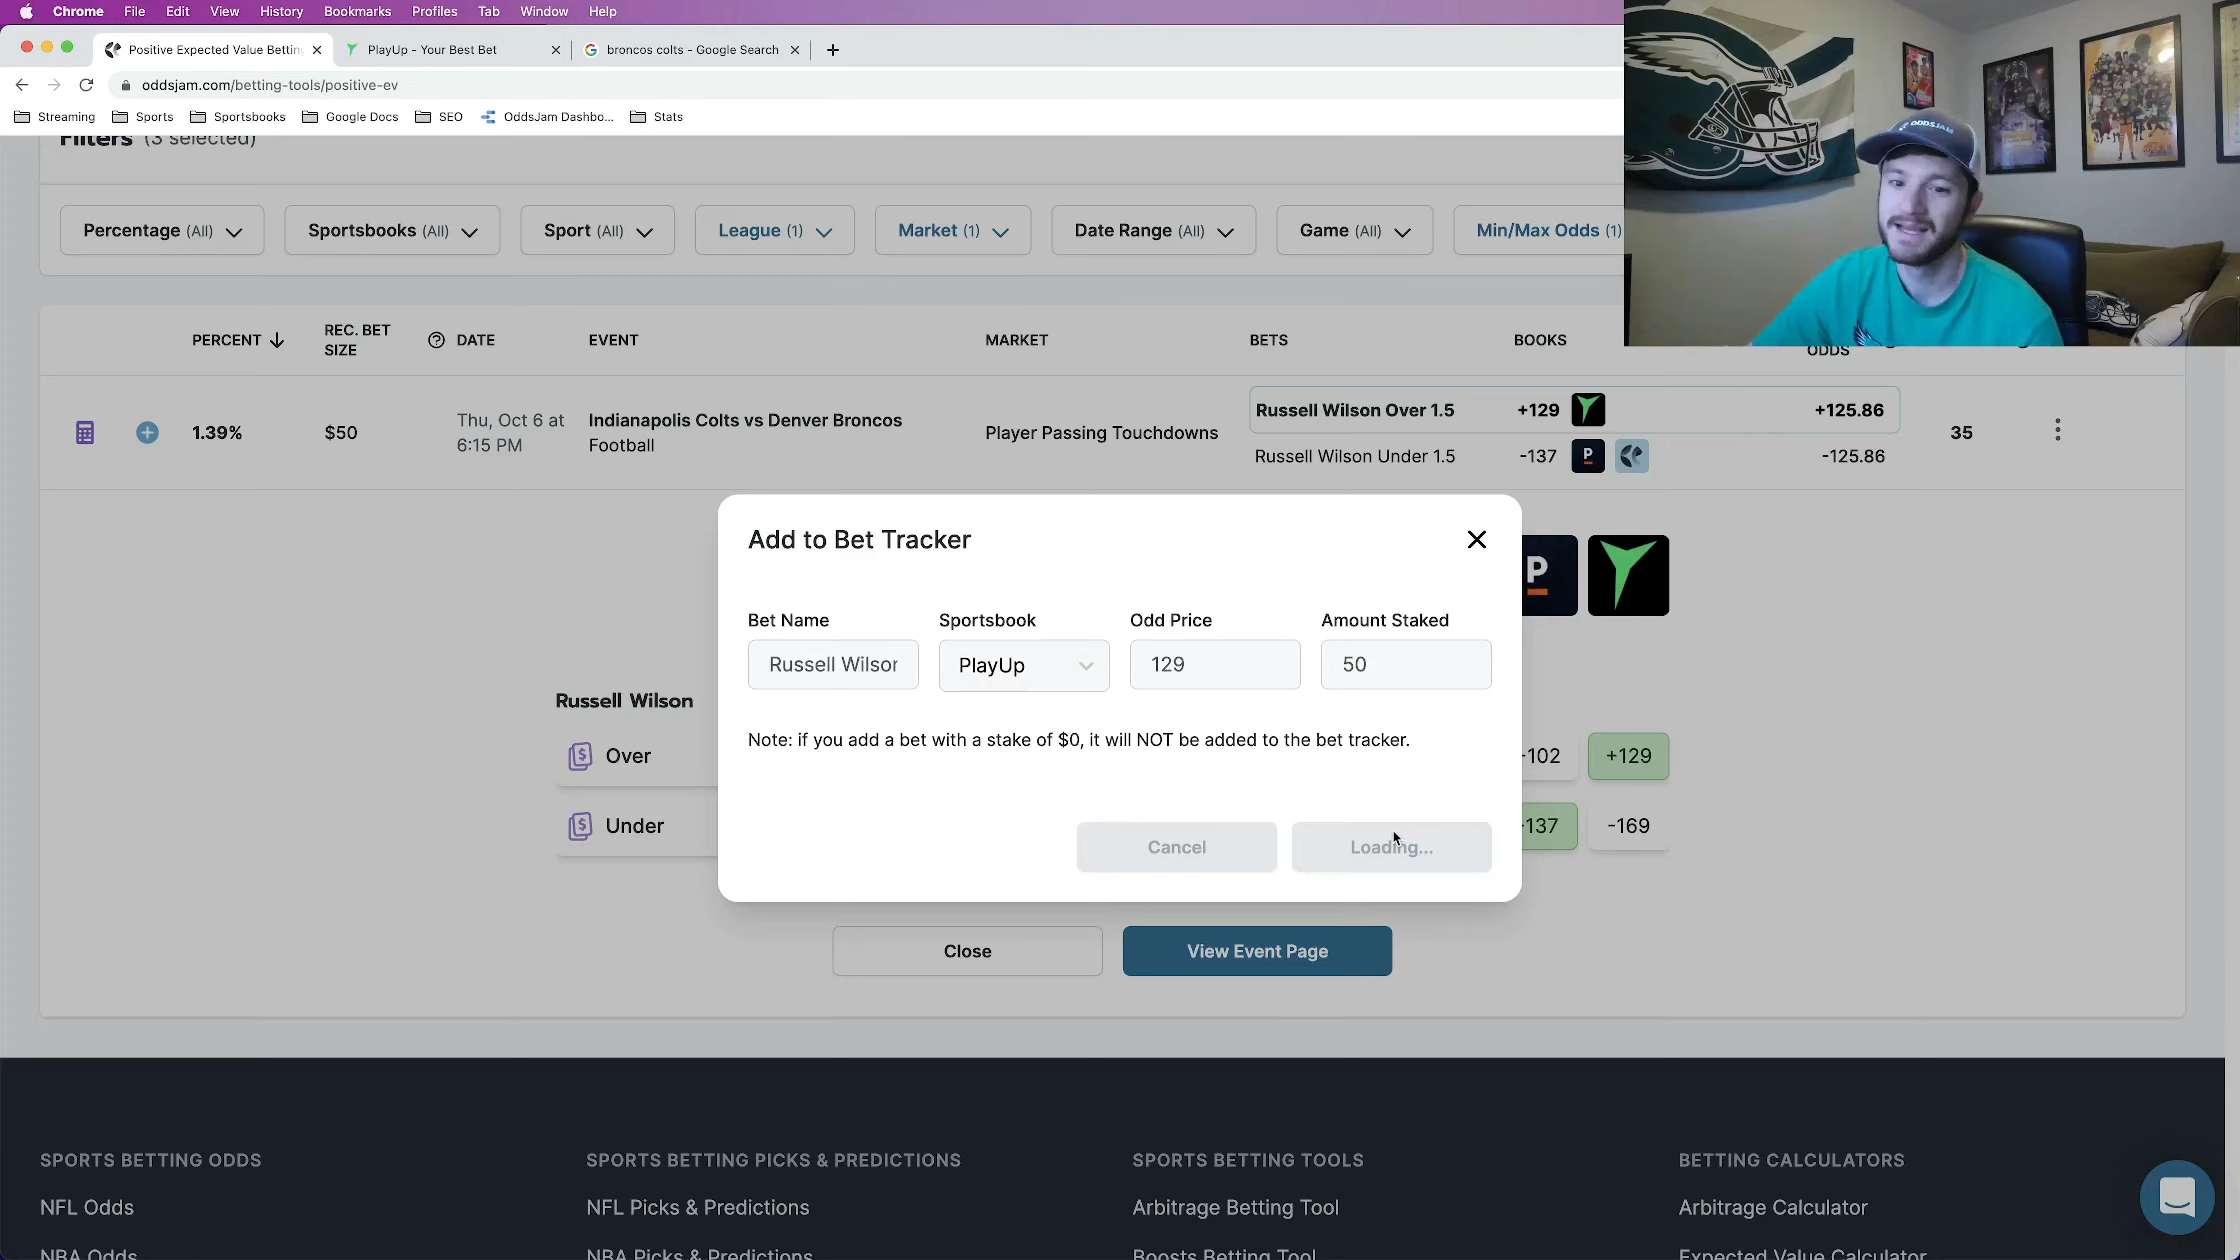 Chrome File Edit View History Bookmarks Profiles Tab Window Help
Positive Expected Value Betting PlayUp - Your Best Bet broncos colts - Google Search
oddsjam.com/betting-tools/positive-ev
Streaming Sports Sportsbooks Google Docs SEO OddsJam Dashbo... Stats
Filters (3 selected)
Percentage (All) Sportsbooks (All) Sport (All) League (1) Market (1) Date Range (All) Game (All) Min/Max Odds (1)
PERCENT REC. BET SIZE DATE EVENT MARKET BETS BOOKS ODDS
1.39% $50 Thu, Oct 6 at 6:15 PM Indianapolis Colts vs Denver Broncos Football Player Passing Touchdowns
Russell Wilson Over 1.5 +129 +125.86
Russell Wilson Under 1.5 -137 P -125.86
35
Add to Bet Tracker
P
Bet Name Sportsbook Odd Price Amount Staked
Russell Wilson PlayUp 129 50
Note: if you add a bet with a stake of $0, it will NOT be added to the bet tracker.
Cancel Loading...
Russell Wilson
Over -102 +129
Under -137 -169
Close View Event Page
SPORTS BETTING ODDS SPORTS BETTING PICKS & PREDICTIONS SPORTS BETTING TOOLS BETTING CALCULATORS
NFL Odds NFL Picks & Predictions Arbitrage Betting Tool Arbitrage Calculator
NBA Odds NBA Picks & Predictions Boosts Betting Tool Expected Value Calculator
ODDSJAM